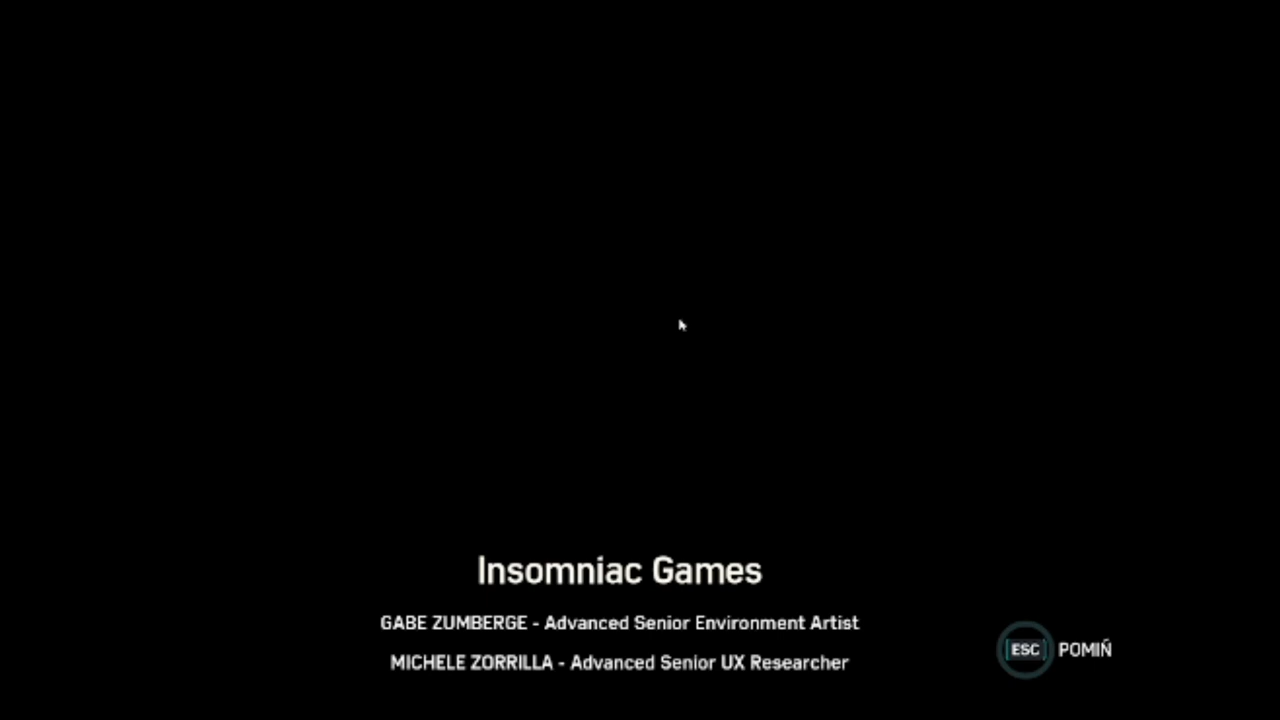 Insomniac Games
GABE ZUMBERGE - Advanced Senior Environment Artist
MICHELE ZORRILLA - Advanced Senior UX Researcher
ESC POMIŃ